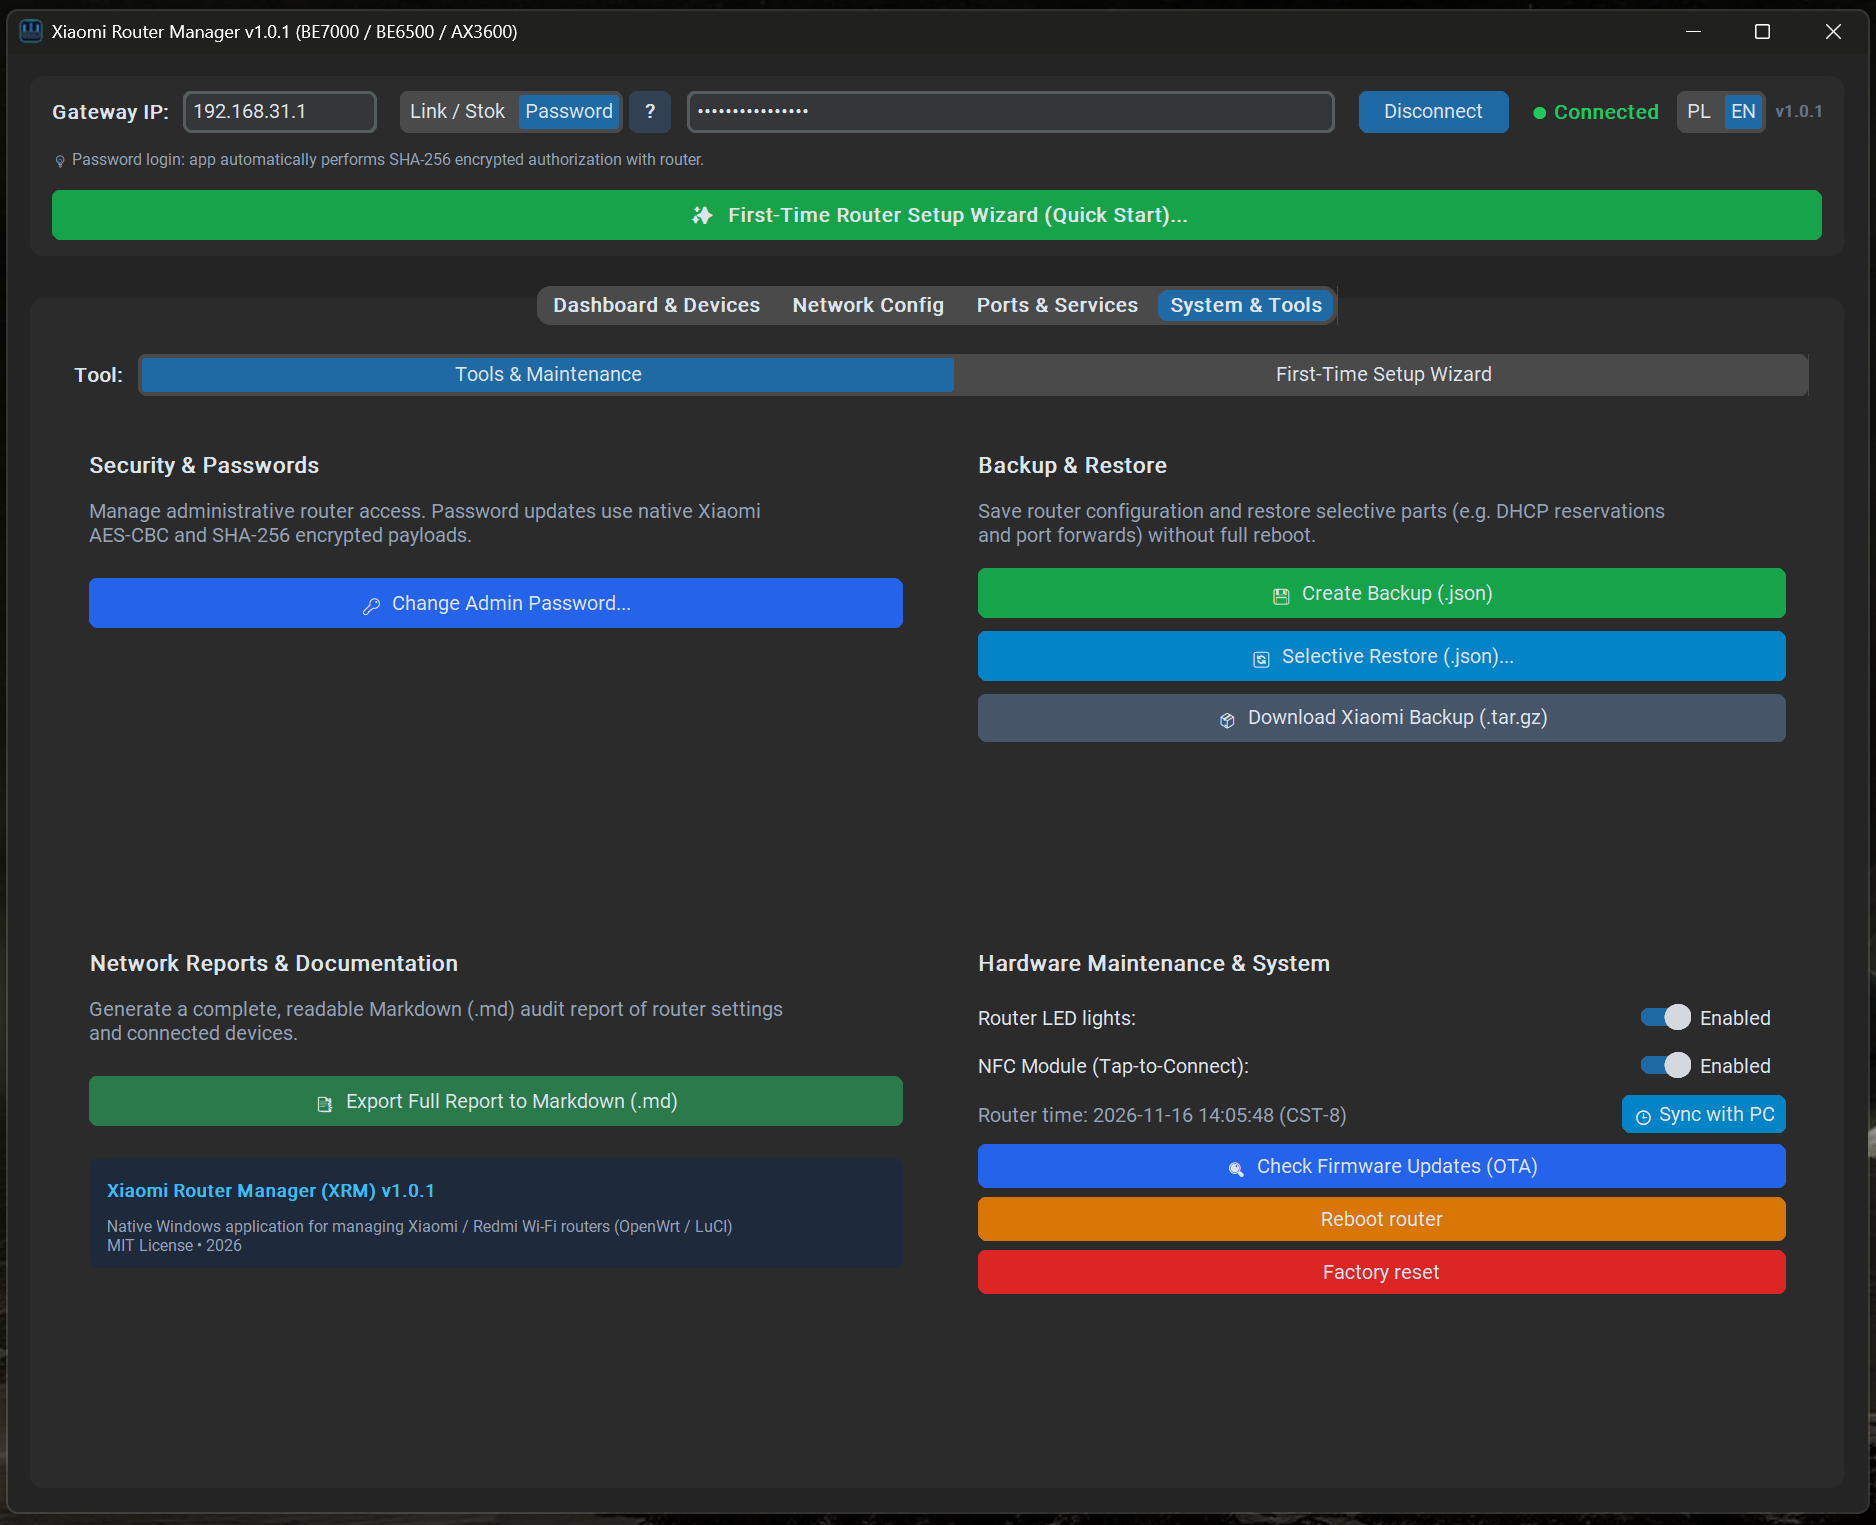 Xiaomi Router Manager v1.0.1 (BE7000 / BE6500 / AX3600)
Gateway IP: 192.168.31.1 Link / Stok Password ? •••••••••••••••• Disconnect ● Connected PL EN v1.0.1
Password login: app automatically performs SHA-256 encrypted authorization with router.
First-Time Router Setup Wizard (Quick Start)...
Dashboard & Devices Network Config Ports & Services System & Tools
Tool: Tools & Maintenance First-Time Setup Wizard
Security & Passwords
Manage administrative router access. Password updates use native Xiaomi
AES-CBC and SHA-256 encrypted payloads.
Change Admin Password...
Backup & Restore
Save router configuration and restore selective parts (e.g. DHCP reservations
and port forwards) without full reboot.
Create Backup (.json)
Selective Restore (.json)...
Download Xiaomi Backup (.tar.gz)
Network Reports & Documentation
Generate a complete, readable Markdown (.md) audit report of router settings
and connected devices.
Export Full Report to Markdown (.md)
Xiaomi Router Manager (XRM) v1.0.1
Native Windows application for managing Xiaomi / Redmi Wi-Fi routers (OpenWrt / LuCI)
MIT License • 2026
Hardware Maintenance & System
Router LED lights: Enabled
NFC Module (Tap-to-Connect): Enabled
Router time: 2026-11-16 14:05:48 (CST-8) Sync with PC
Check Firmware Updates (OTA)
Reboot router
Factory reset